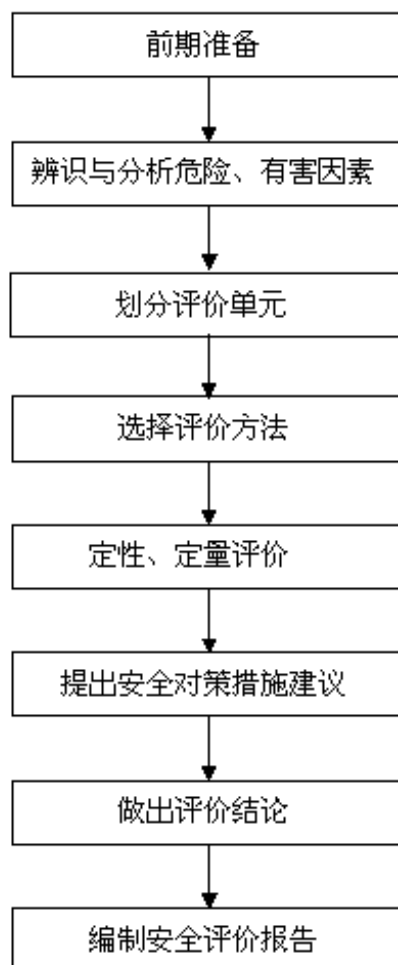 前期准备
辨识与分析危险、有害因素
划分评价单元
选择评价方法
定性、定量评价
提出安全对策措施建议
做出评价结论
编制安全评价报告